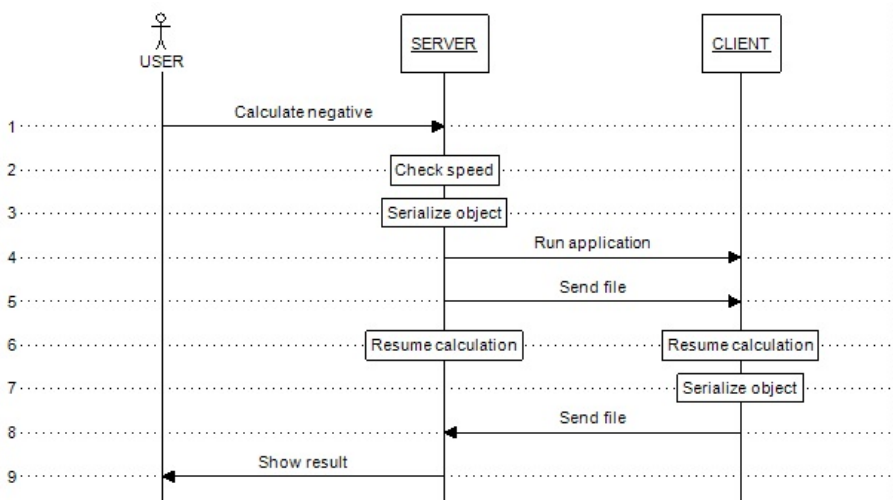 USER
SERVER
CLIENT
1 Calculate negative
2 Check speed
3 Serialize object
4 Run application
5 Send file
6 Resume calculation Resume calculation
7 Serialize object
8 Send file
9 Show result